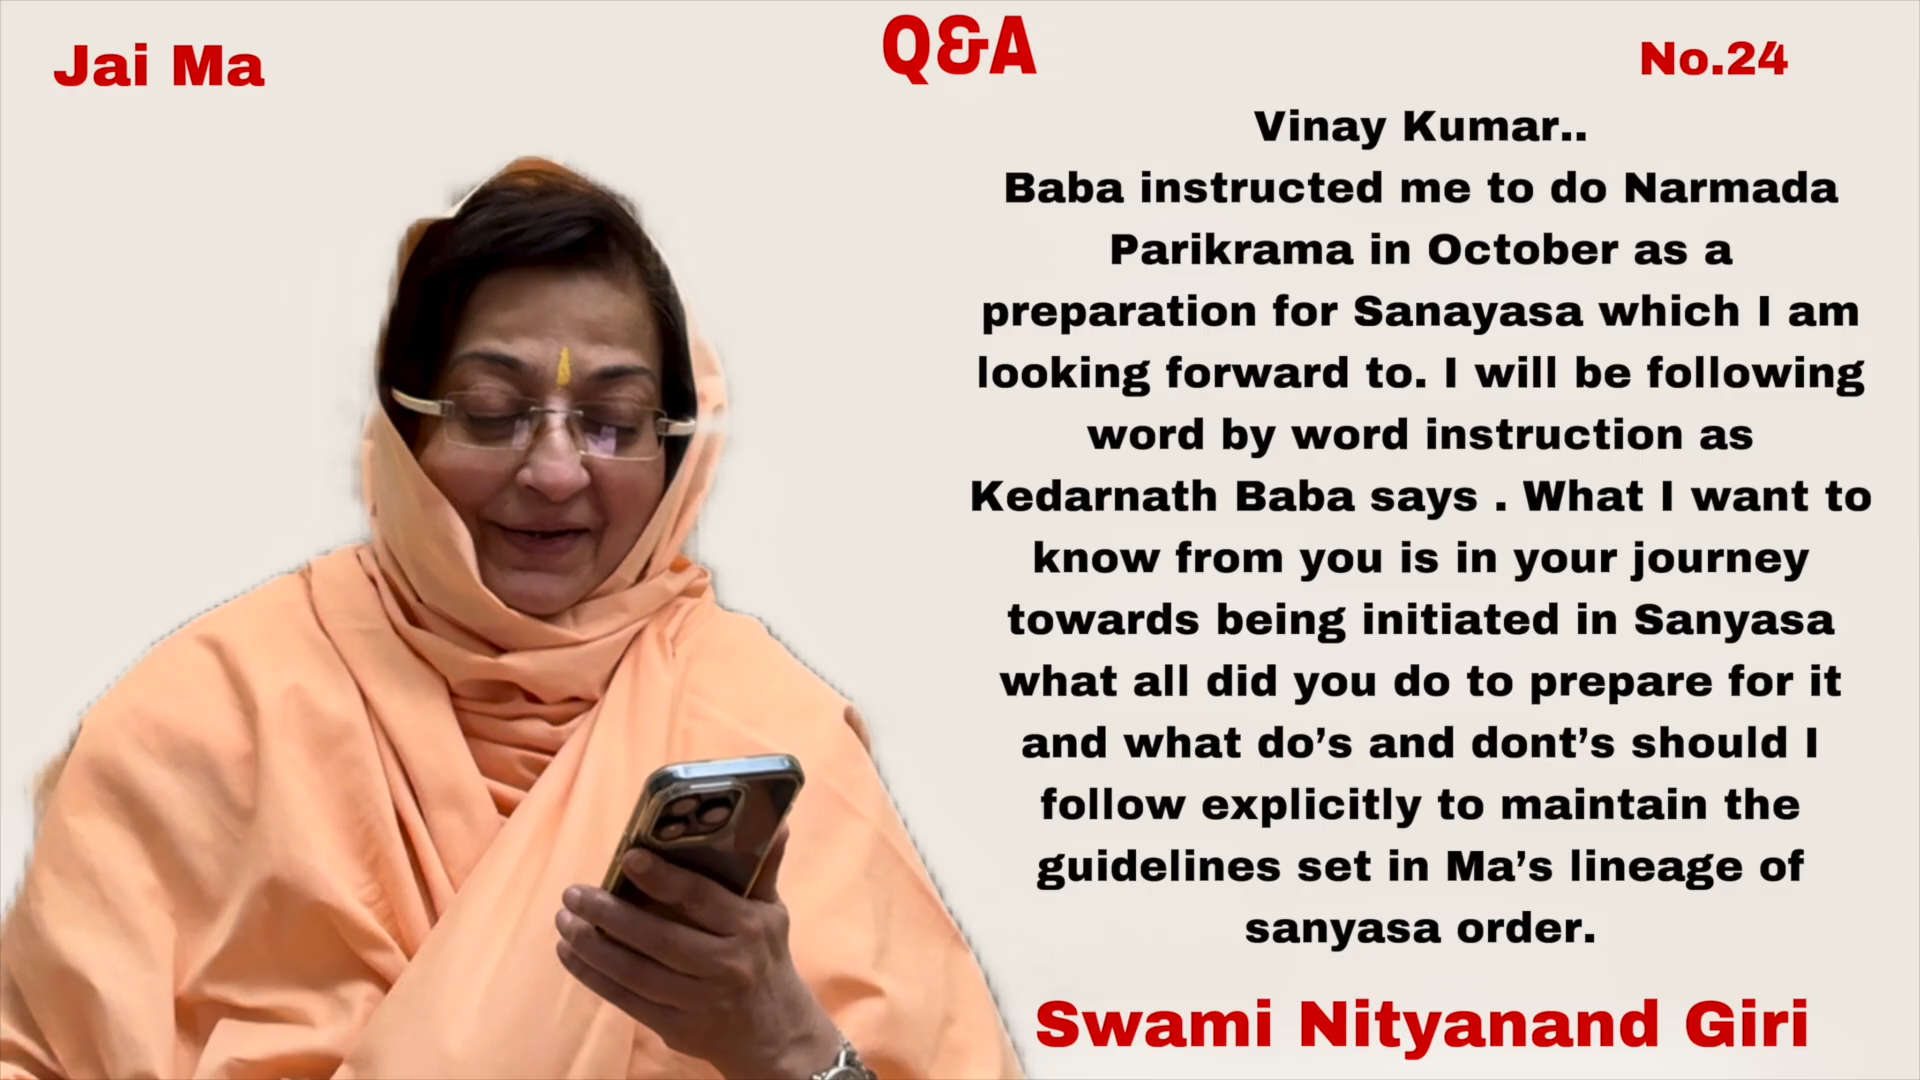 Jai Ma
Q&A
No.24
Vinay Kumar..
Baba instructed me to do Narmada
Parikrama in October as a
preparation for Sanayasa which I am
looking forward to. I will be following
word by word instruction as
Kedarnath Baba says . What I want to
know from you is in your journey
towards being initiated in Sanyasa
what all did you do to prepare for it
and what do’s and dont’s should I
follow explicitly to maintain the
guidelines set in Ma’s lineage of
sanyasa order.
Swami Nityanand Giri